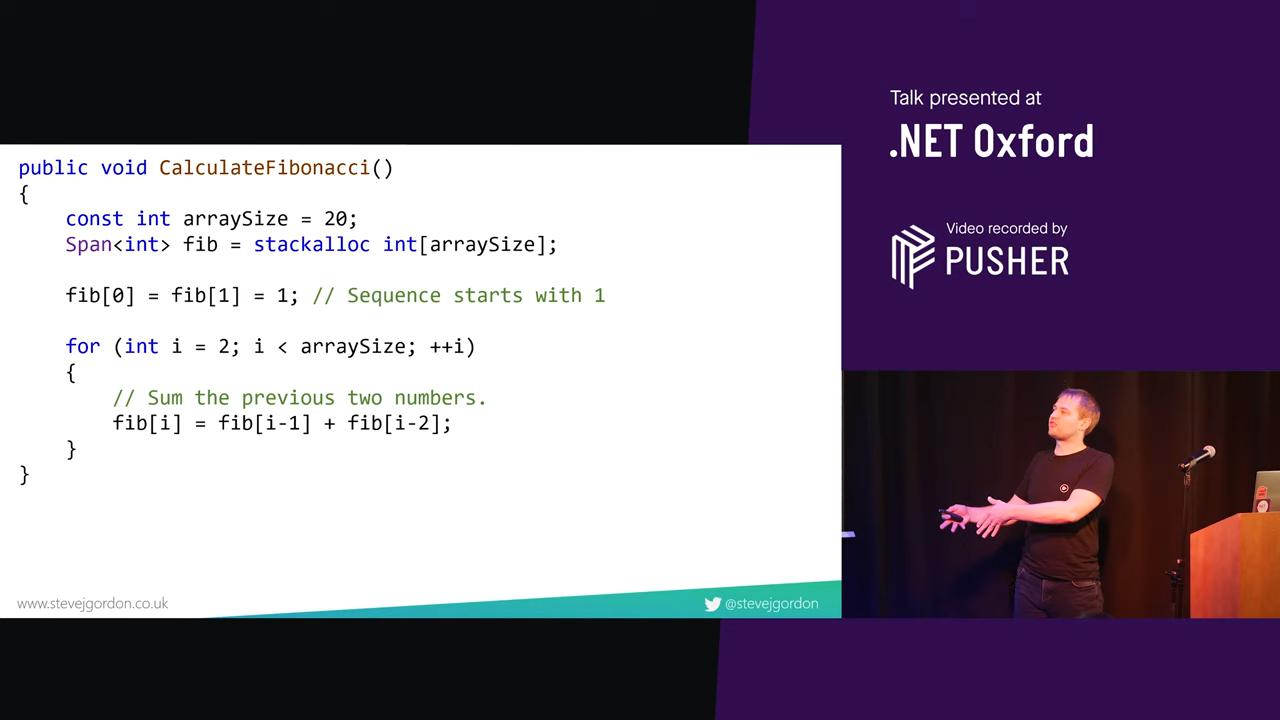 public void CalculateFibonacci()
{
    const int arraySize = 20;
    Span<int> fib = stackalloc int[arraySize];
    fib[0] = fib[1] = 1; // Sequence starts with 1
    for (int i = 2; i < arraySize; ++i)
    {
        // Sum the previous two numbers.
        fib[i] = fib[i-1] + fib[i-2];
    }
}
www.stevejgordon.co.uk
@stevejgordon
Talk presented at
.NET Oxford
Video recorded by
PUSHER